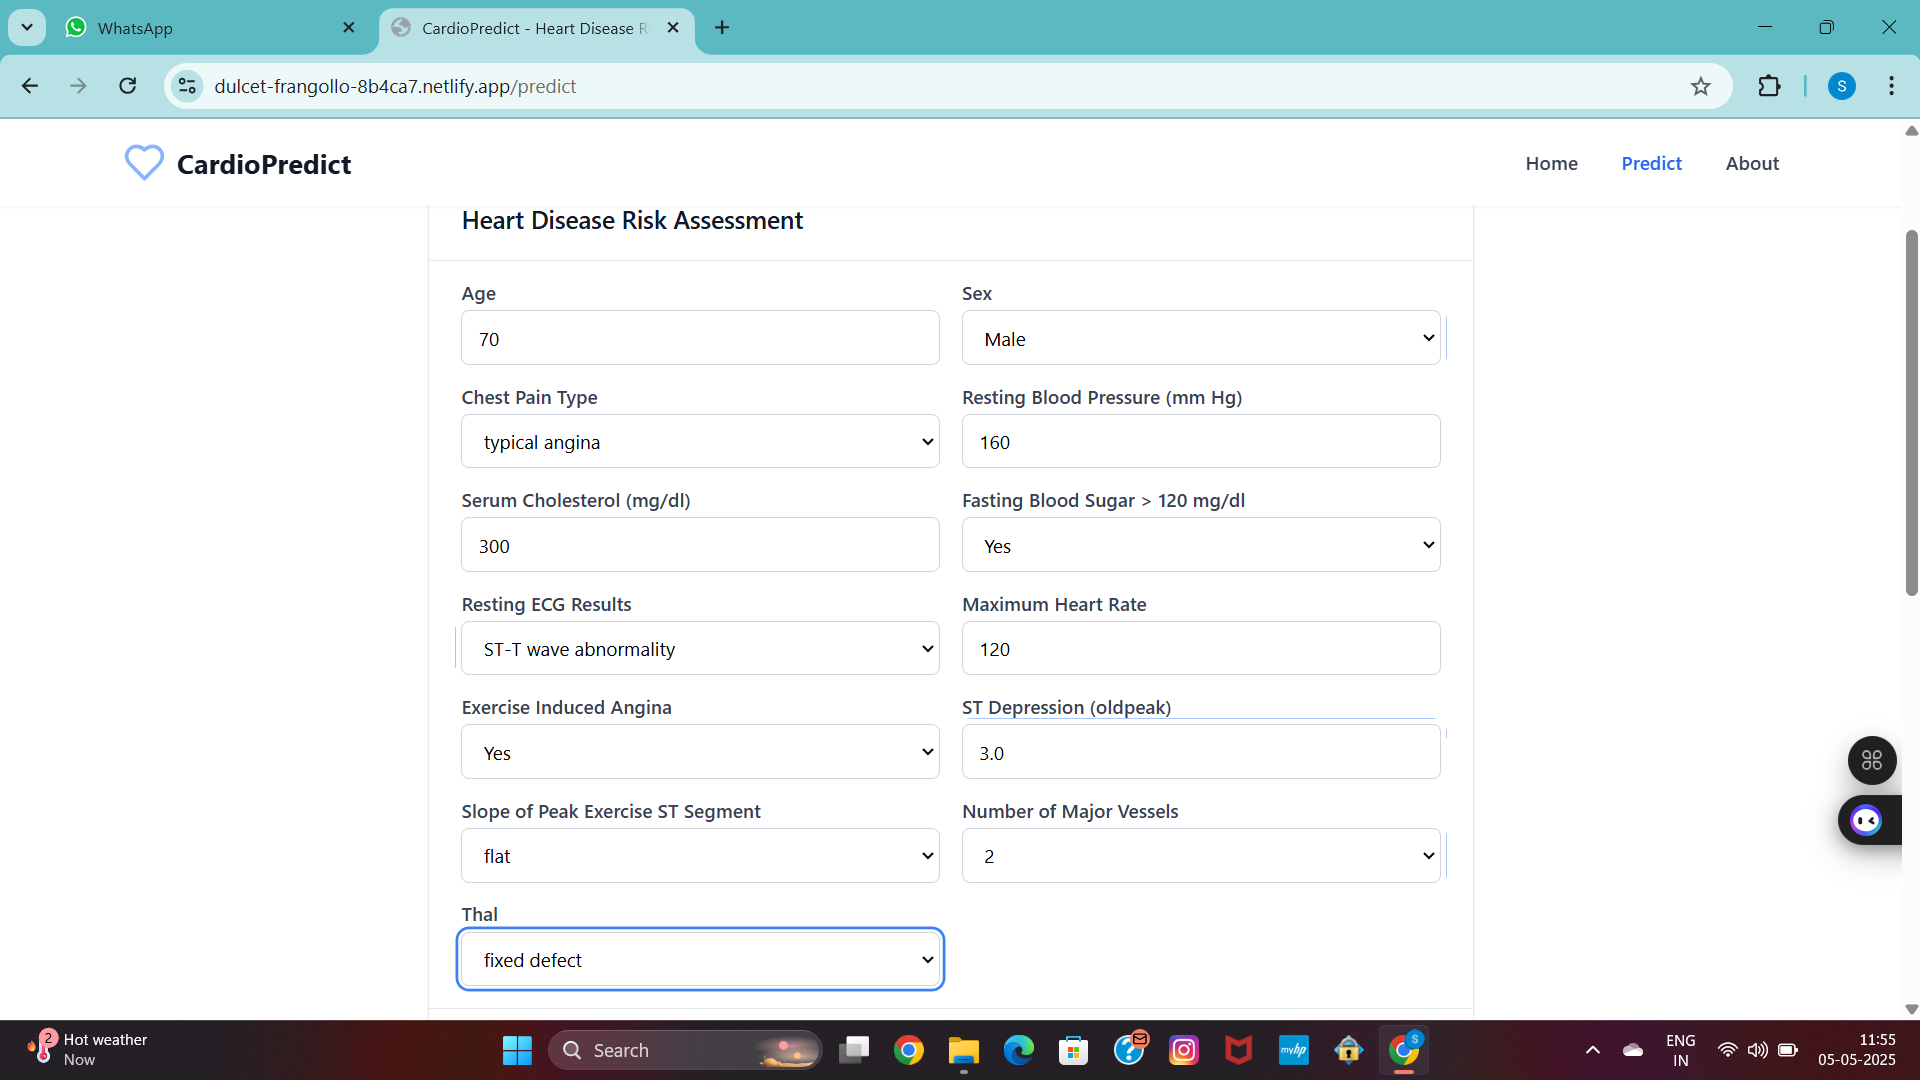 WhatsApp
CardioPredict - Heart Disease R
dulcet-frangollo-8b4ca7.netlify.app/predict
S
CardioPredict
Home Predict About
Heart Disease Risk Assessment
Age Sex
70 Male
Chest Pain Type Resting Blood Pressure (mm Hg)
typical angina 160
Serum Cholesterol (mg/dl) Fasting Blood Sugar > 120 mg/dl
300 Yes
Resting ECG Results Maximum Heart Rate
ST-T wave abnormality 120
Exercise Induced Angina ST Depression (oldpeak)
Yes 3.0
Slope of Peak Exercise ST Segment Number of Major Vessels
flat 2
Thal
fixed defect
2
Hot weather
Now
Search
myhp
S
ENG
IN
11:55
05-05-2025